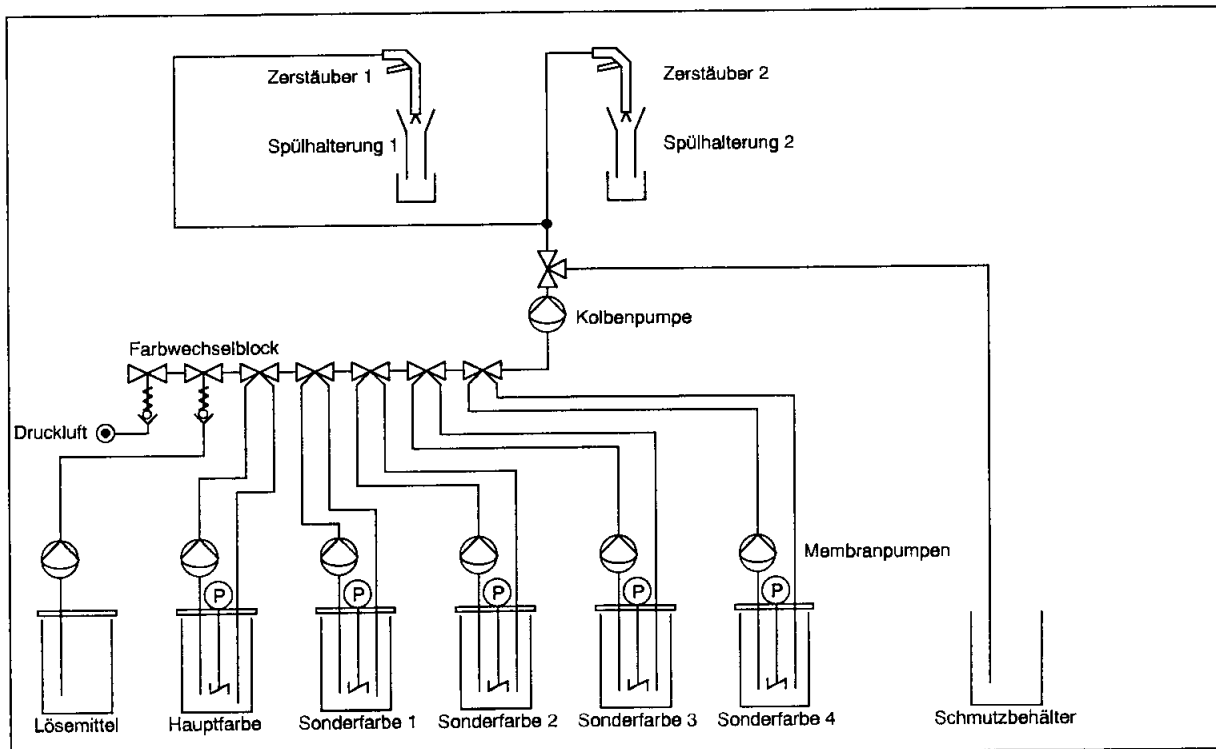 Zerstäuber 1
Zerstäuber 2
Spülhalterung 1
Spülhalterung 2
Kolbenpumpe
Farbwechselblock
Druckluft
Membranpumpen
P
P
P
P
P
Lösemittel
Hauptfarbe
Sonderfarbe 1
Sonderfarbe 2
Sonderfarbe 3
Sonderfarbe 4
Schmutzbehälter